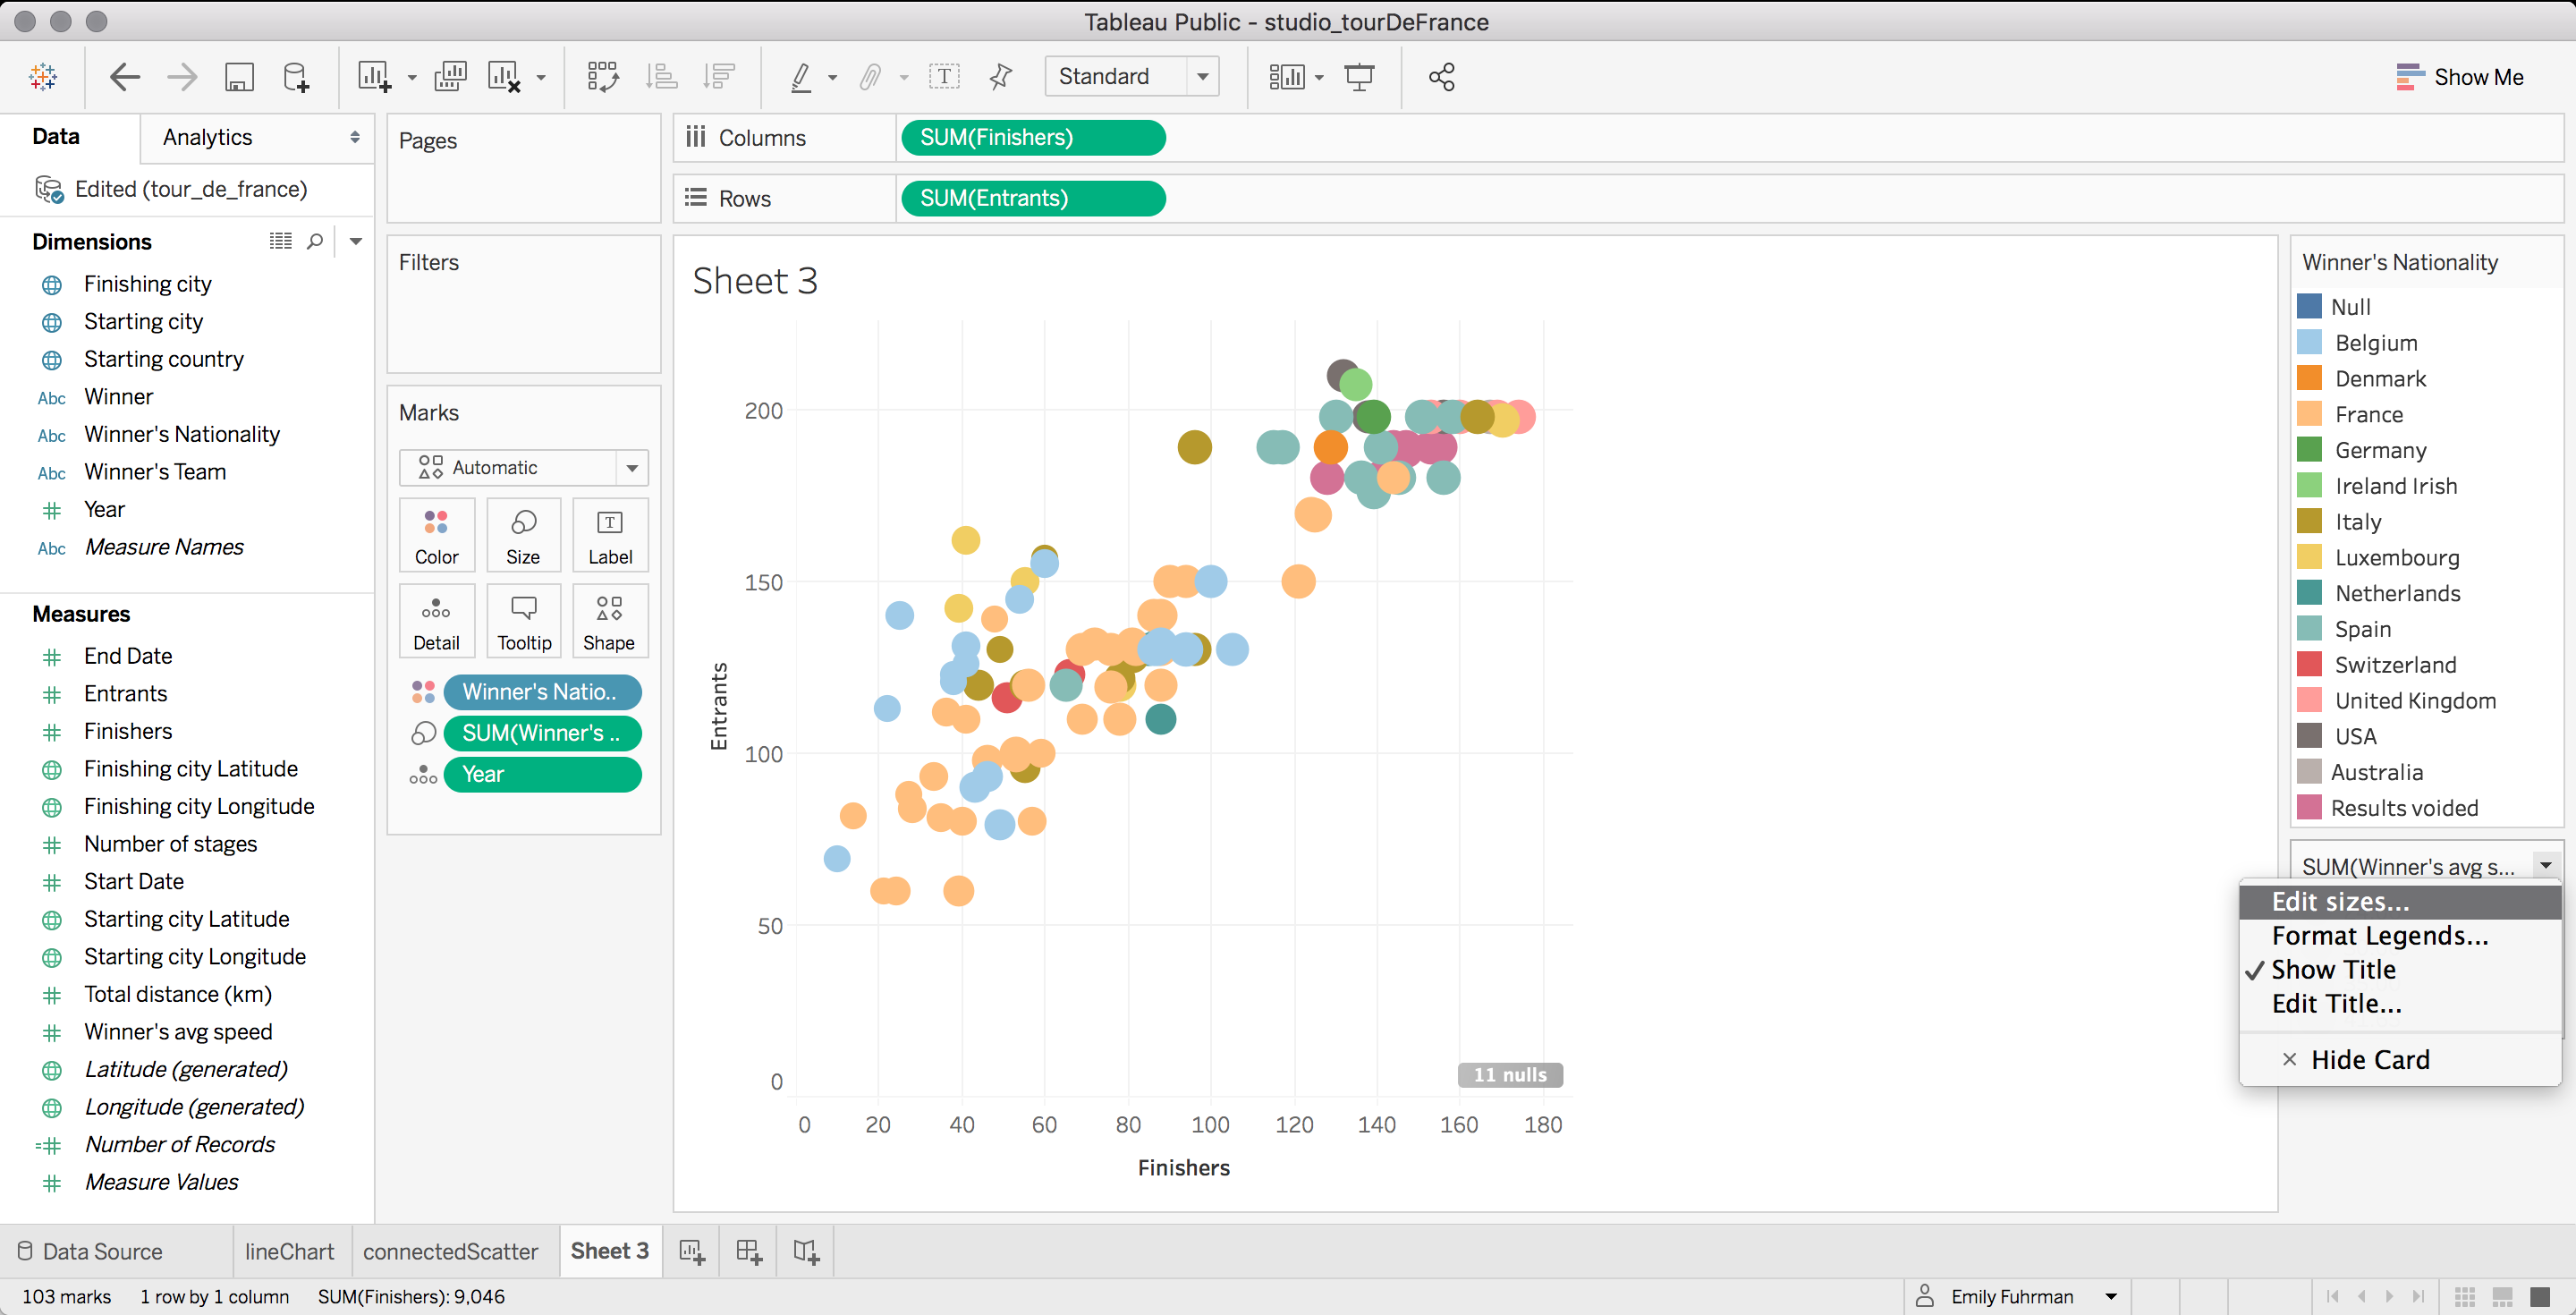 Tableau Public - studio_tourDeFrance
Standard
Show Me
Data
Analytics
Edited (tour_de_france)
Dimensions
Finishing city
Starting city
Starting country
Abc Winner
Abc Winner's Nationality
Abc Winner's Team
Year
Abc Measure Names
Measures
End Date
Entrants
Finishers
Finishing city Latitude
Finishing city Longitude
Number of stages
Start Date
Starting city Latitude
Starting city Longitude
Total distance (km)
Winner's avg speed
Latitude (generated)
Longitude (generated)
Number of Records
Measure Values
Pages
Filters
Marks
Automatic
Color
Size
Label
Detail
Tooltip
Shape
Winner's Natio..
SUM(Winner's ..
Year
Columns
SUM(Finishers)
Rows
SUM(Entrants)
Sheet 3
Entrants
200
150
100
50
0
11 nulls
0 20 40 60 80 100 120 140 160 180
Finishers
Winner's Nationality
Null
Belgium
Denmark
France
Germany
Ireland Irish
Italy
Luxembourg
Netherlands
Spain
Switzerland
United Kingdom
USA
Australia
Results voided
SUM(Winner's avg s...
Edit sizes...
Format Legends...
✓ Show Title
Edit Title...
× Hide Card
Data Source
lineChart
connectedScatter
Sheet 3
103 marks
1 row by 1 column
SUM(Finishers): 9,046
Emily Fuhrman